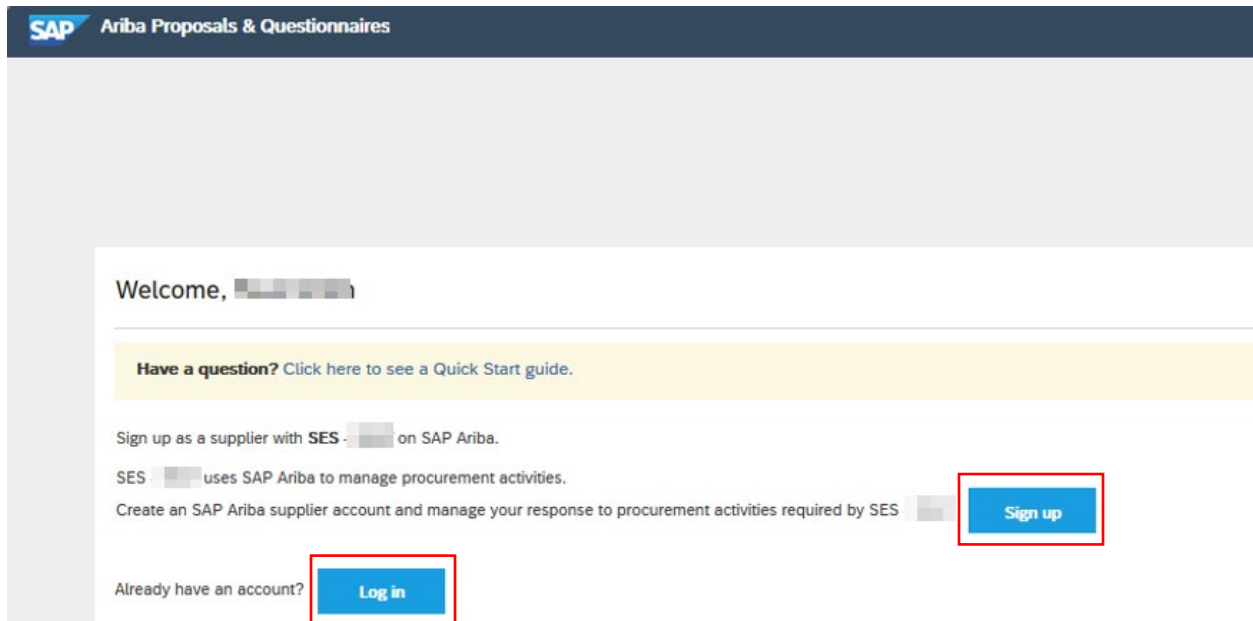 SAP Ariba Proposals & Questionnaires
Welcome,
Have a question? Click here to see a Quick Start guide.
Sign up as a supplier with SES - on SAP Ariba.
SES - uses SAP Ariba to manage procurement activities.
Create an SAP Ariba supplier account and manage your response to procurement activities required by SES - Sign up
Already have an account? Log in